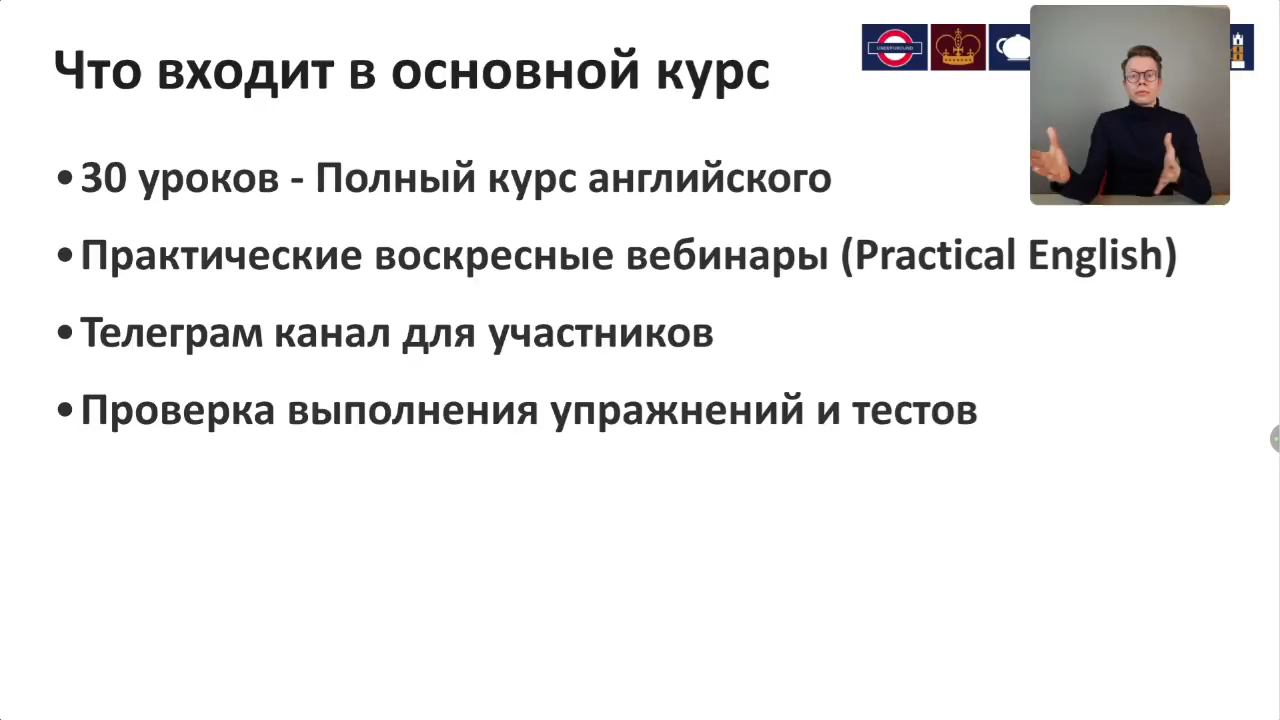 Что входит в основной курс
UNDERGROUND
•30 уроков - Полный курс английского
•Практические воскресные вебинары (Practical English)
•Телеграм канал для участников
•Проверка выполнения упражнений и тестов